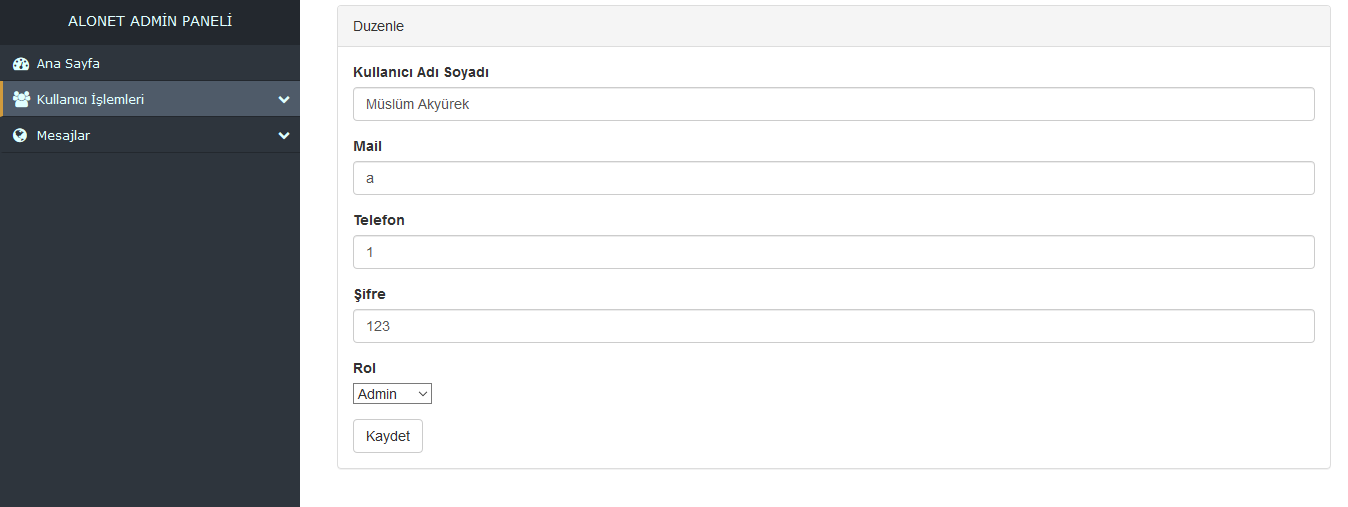 ALONET ADMİN PANELİ
Ana Sayfa
Kullanıcı İşlemleri
Mesajlar
Duzenle
Kullanıcı Adı Soyadı
Müslüm Akyürek
Mail
a
Telefon
1
Şifre
123
Rol
Admin
Kaydet